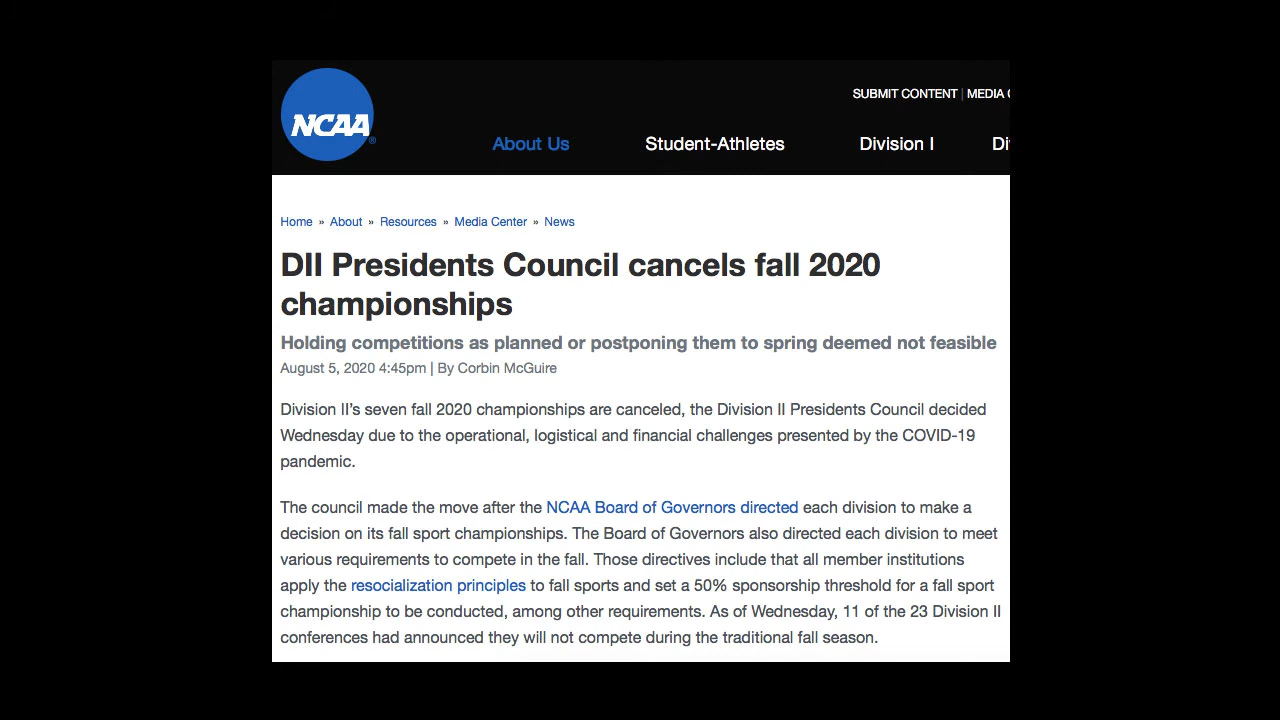 NCAA®
SUBMIT CONTENT | MEDIA
About Us Student-Athletes Division I Di
Home » About » Resources » Media Center » News
DII Presidents Council cancels fall 2020
championships
Holding competitions as planned or postponing them to spring deemed not feasible
August 5, 2020 4:45pm | By Corbin McGuire
Division II’s seven fall 2020 championships are canceled, the Division II Presidents Council decided
Wednesday due to the operational, logistical and financial challenges presented by the COVID-19
pandemic.
The council made the move after the NCAA Board of Governors directed each division to make a
decision on its fall sport championships. The Board of Governors also directed each division to meet
various requirements to compete in the fall. Those directives include that all member institutions
apply the resocialization principles to fall sports and set a 50% sponsorship threshold for a fall sport
championship to be conducted, among other requirements. As of Wednesday, 11 of the 23 Division II
conferences had announced they will not compete during the traditional fall season.